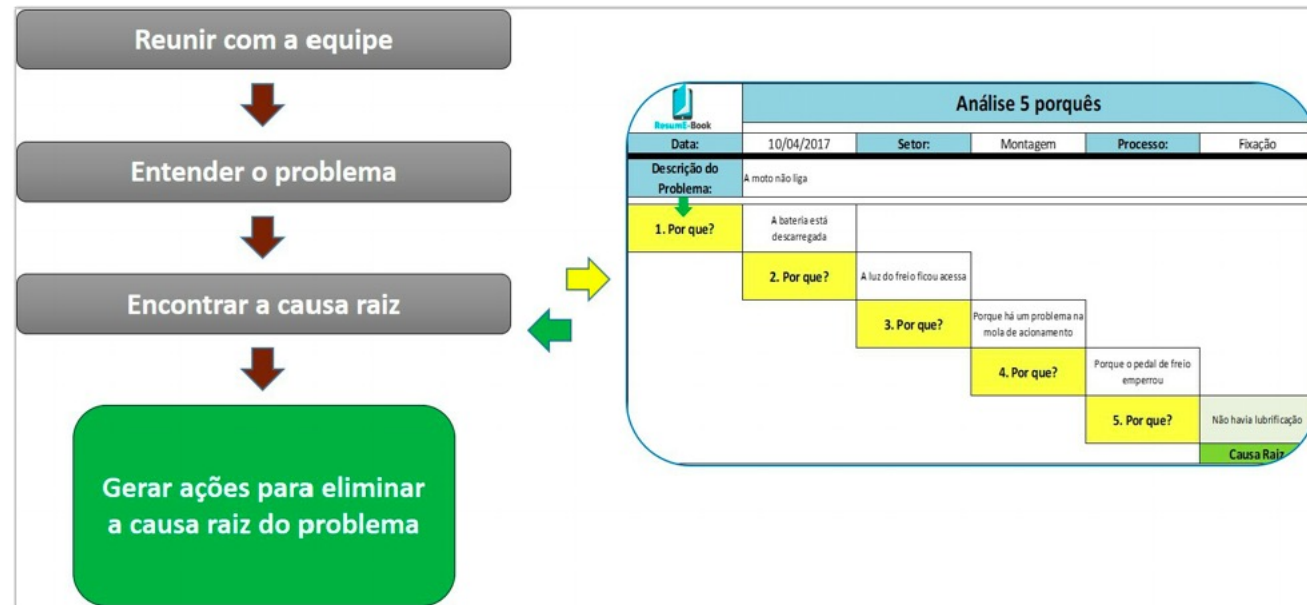 Reunir com a equipe
Entender o problema
Encontrar a causa raiz
Gerar ações para eliminar
a causa raiz do problema
ResumE-Book
Análise 5 porquês
Data: 10/04/2017 Setor: Montagem Processo: Fixação
Descrição do
Problema:
A moto não liga
1. Por que?
A bateria está
descarregada
2. Por que?
A luz do freio ficou acessa
3. Por que?
Porque há um problema na
mola de acionamento
4. Por que?
Porque o pedal de freio
emperrou
5. Por que?
Não havia lubrificação
Causa Raiz